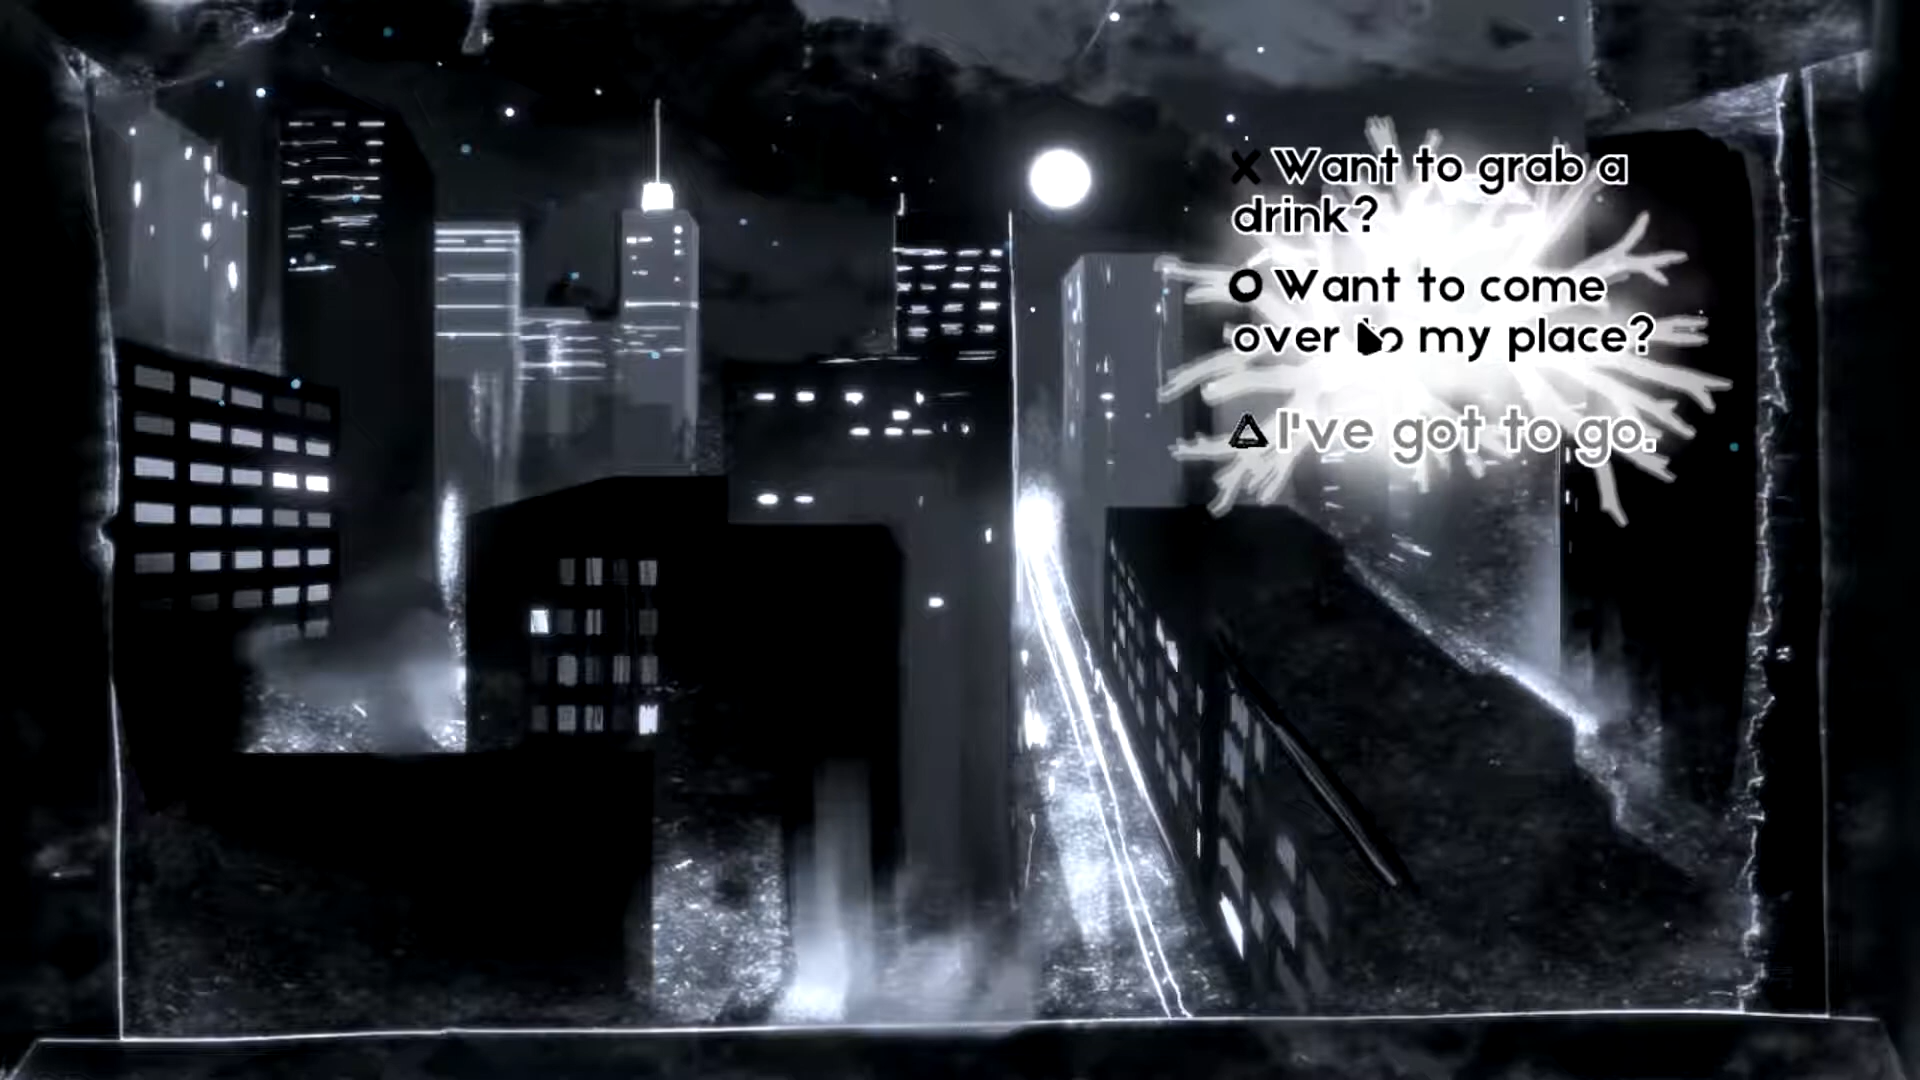 X Want to grab a
drink?
O Want to come
over to my place?
△ I've got to go.